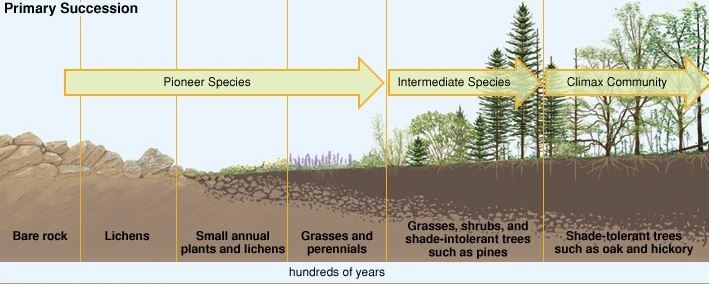 Primary Succession
Pioneer Species
Intermediate Species
Climax Community
Bare rock
Lichens
Small annual
plants and lichens
Grasses and
perennials
Grasses, shrubs, and
shade-intolerant trees
such as pines
Shade-tolerant trees
such as oak and hickory
hundreds of years